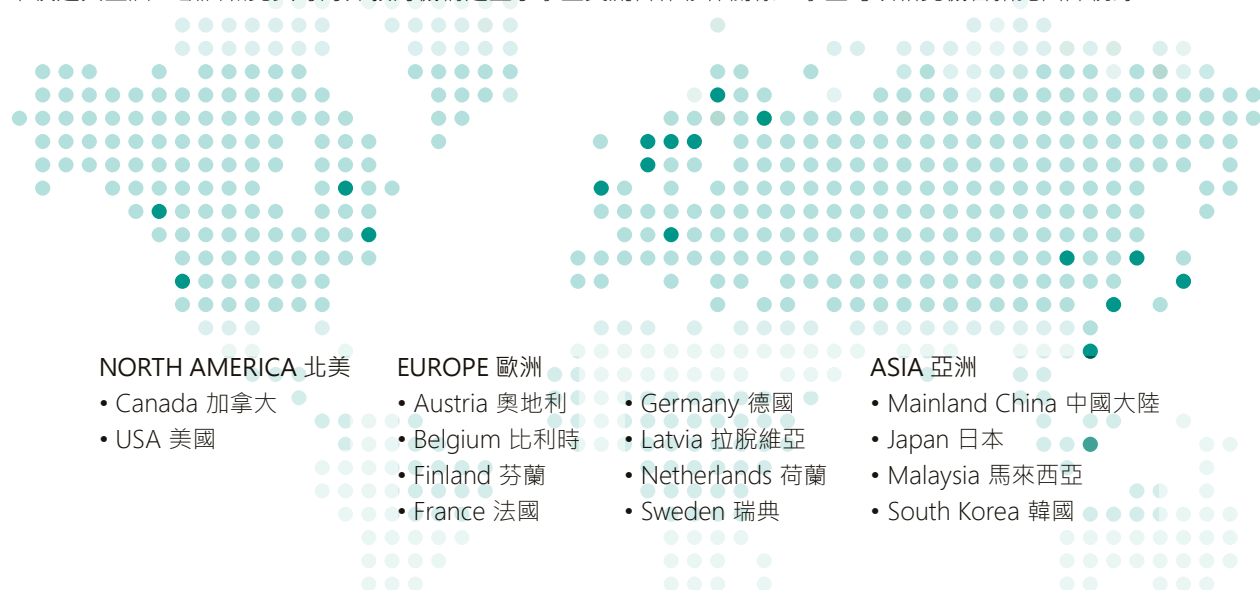 NORTH AMERICA 北美
• Canada 加拿大
• USA 美國
EUROPE 歐洲
• Austria 奧地利
• Belgium 比利時
• Finland 芬蘭
• France 法國
• Germany 德國
• Latvia 拉脫維亞
• Netherlands 荷蘭
• Sweden 瑞典
ASIA 亞洲
• Mainland China 中國大陸
• Japan 日本
• Malaysia 馬來西亞
• South Korea 韓國